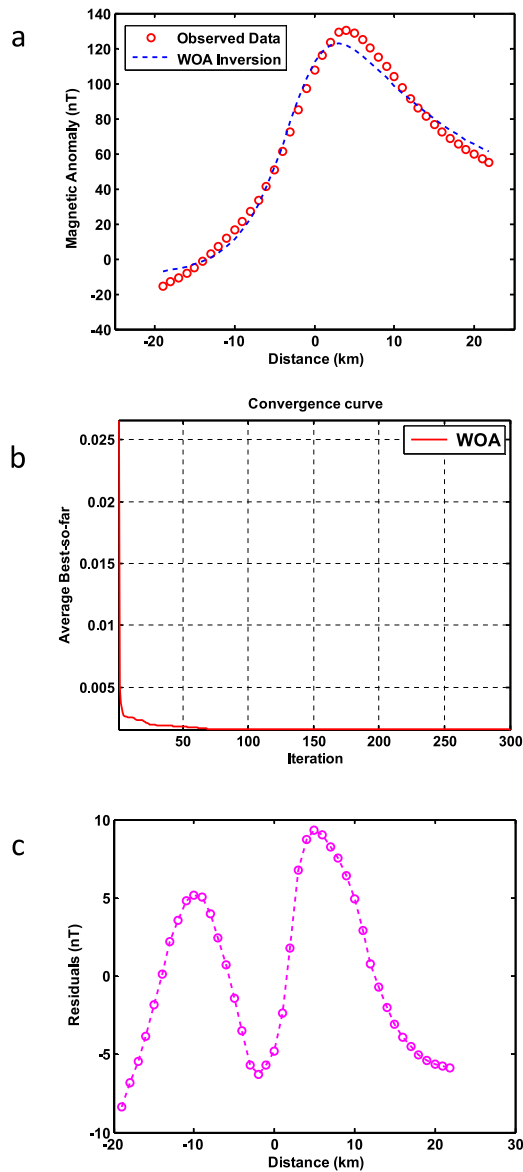 a
140
120
100
80
60
40
20
0
-20
-40
Magnetic Anomaly (nT)
Observed Data
WOA Inversion
-20 -10 0 10 20
Distance (km)
b
Convergence curve
0.025
0.02
0.015
0.01
0.005
Average Best-so-far
WOA
50 100 150 200 250 300
Iteration
c
10
5
0
-5
-10
Residuals (nT)
-20 -10 0 10 20 30
Distance (km)